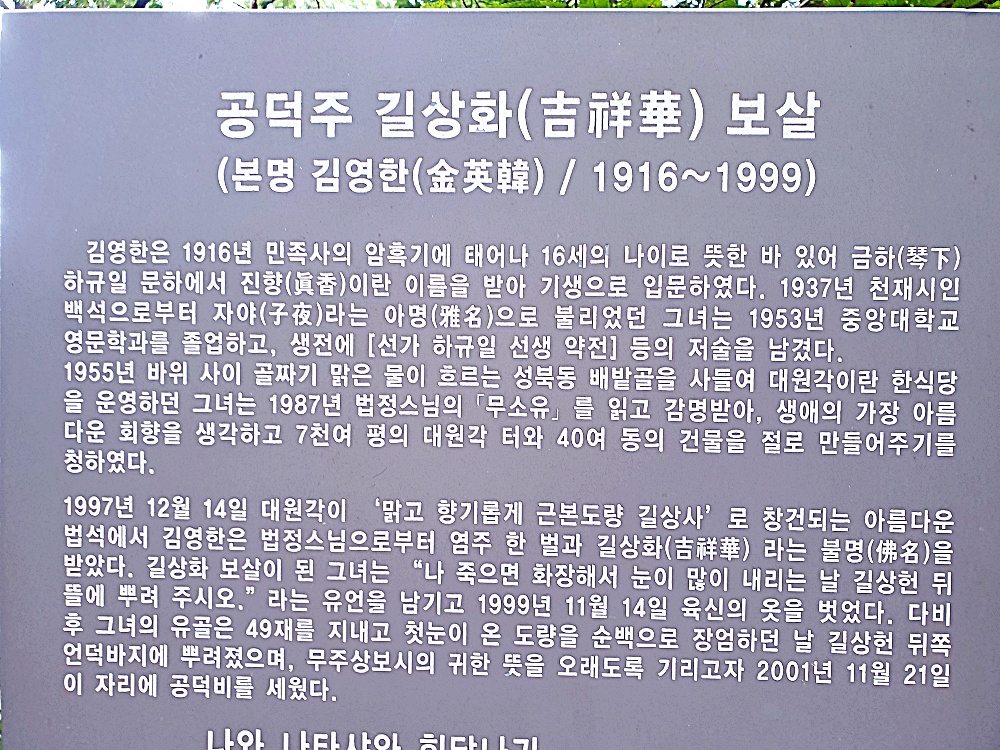 공덕주 길상화(吉祥華) 보살
(본명 김영한(金英韓) / 1916~1999)
김영한은 1916년 민족사의 암흑기에 태어나 16세의 나이로 뜻한 바 있어 금하(琴下)
하규일 문하에서 진향(眞香)이란 이름을 받아 기생으로 입문하였다. 1937년 천재시인
백석으로부터 자야(子夜)라는 아명(雅名)으로 불리었던 그녀는 1953년 중앙대학교
영문학과를 졸업하고, 생전에 [선가 하규일 선생 약전] 등의 저술을 남겼다.
1955년 바위 사이 골짜기 맑은 물이 흐르는 성북동 배밭골을 사들여 대원각이란 한식당
을 운영하던 그녀는 1987년 법정스님의「무소유」를 읽고 감명받아, 생애의 가장 아름
다운 회향을 생각하고 7천여 평의 대원각 터와 40여 동의 건물을 절로 만들어주기를
청하였다.
1997년 12월 14일 대원각이 ‘맑고 향기롭게 근본도량 길상사’로 창건되는 아름다운
법석에서 김영한은 법정스님으로부터 염주 한 벌과 길상화(吉祥華) 라는 불명(佛名)을
받았다. 길상화 보살이 된 그녀는 “나 죽으면 화장해서 눈이 많이 내리는 날 길상헌 뒤
뜰에 뿌려 주시오.” 라는 유언을 남기고 1999년 11월 14일 육신의 옷을 벗었다. 다비
후 그녀의 유골은 49재를 지내고 첫눈이 온 도량을 순백으로 장엄하던 날 길상헌 뒤쪽
언덕바지에 뿌려졌으며, 무주상보시의 귀한 뜻을 오래도록 기리고자 2001년 11월 21일
이 자리에 공덕비를 세웠다.
나와 나타샤와 흰당나귀